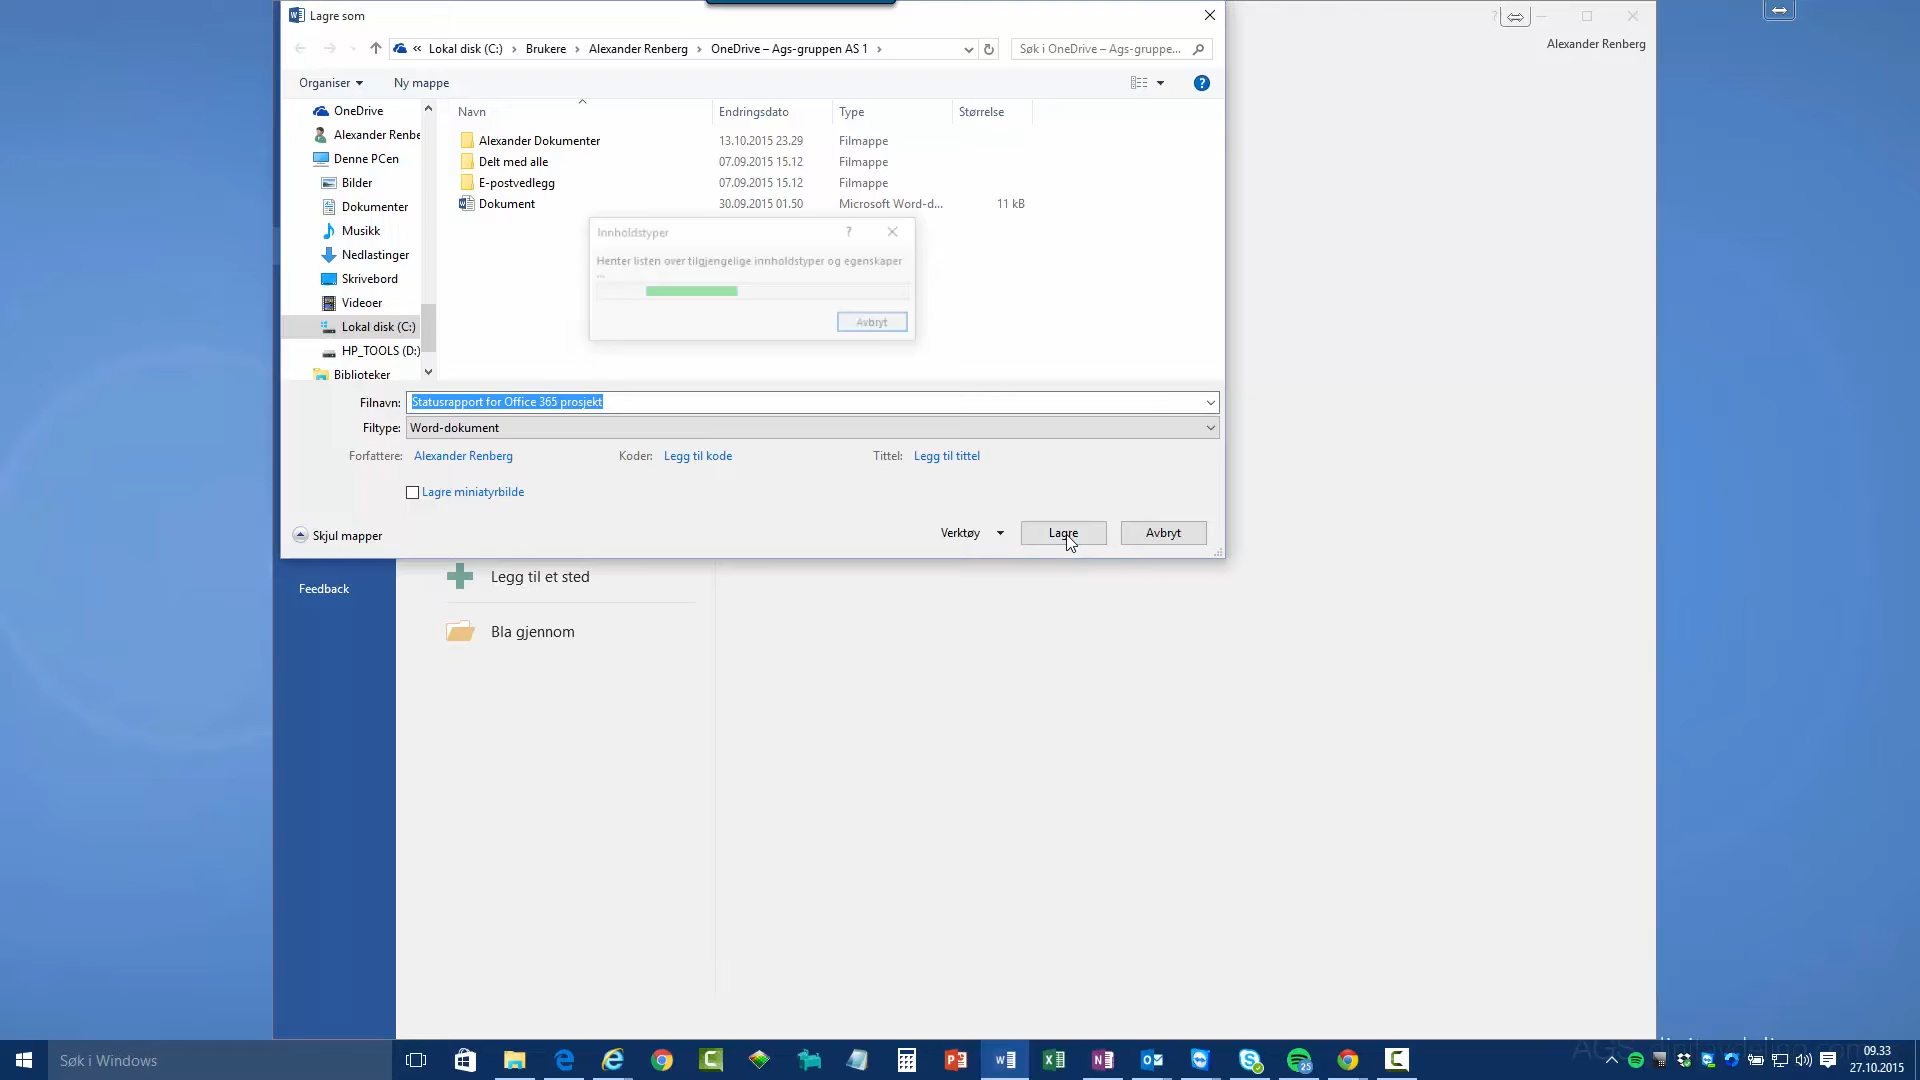 Lagre som
« Lokal disk (C:) › Brukere › Alexander Renberg › OneDrive – Ags-gruppen AS 1 ›
Søk i OneDrive – Ags-gruppe...
Alexander Renberg
Organiser
Ny mappe
OneDrive
Alexander Renbe
Denne PCen
Bilder
Dokumenter
Musikk
Nedlastinger
Skrivebord
Videoer
Lokal disk (C:)
HP_TOOLS (D:)
Biblioteker
Navn Endringsdato Type Størrelse
Alexander Dokumenter 13.10.2015 23.29 Filmappe
Delt med alle 07.09.2015 15.12 Filmappe
E-postvedlegg 07.09.2015 15.12 Filmappe
Dokument 30.09.2015 01.50 Microsoft Word-d... 11 kB
Innholdstyper
Henter listen over tilgjengelige innholdstyper og egenskaper
...
Avbryt
Filnavn: Statusrapport for Office 365 prosjekt
Filtype: Word-dokument
Forfattere: Alexander Renberg Koder: Legg til kode Tittel: Legg til tittel
Lagre miniatyrbilde
Skjul mapper
Verktøy
Lagre
Avbryt
Feedback
Legg til et sted
Bla gjennom
Søk i Windows
25
09.33
27.10.2015